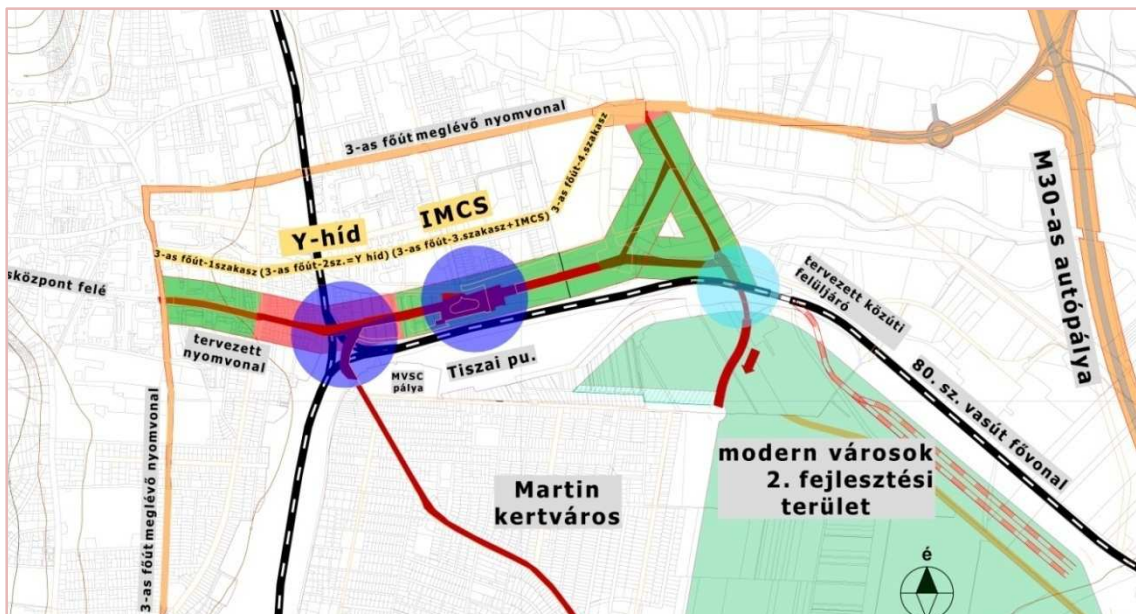 3-as főút meglévő nyomvonal
3-as főút-4.szakasz
M30-as autópálya
IMCS
Y-híd
3-as főút-1szakasz (3-as főút-2sz.=Y híd) (3-as főút-3.szakasz+IMCS)
sközpont felé
tervezett
nyomvonal
Tiszai pu.
MVSC
pálya
tervezett közúti
felüljáró
80. sz. vasút fővonal
3-as főút meglévő nyomvonal
Martin
kertváros
modern városok
2. fejlesztési
terület
é